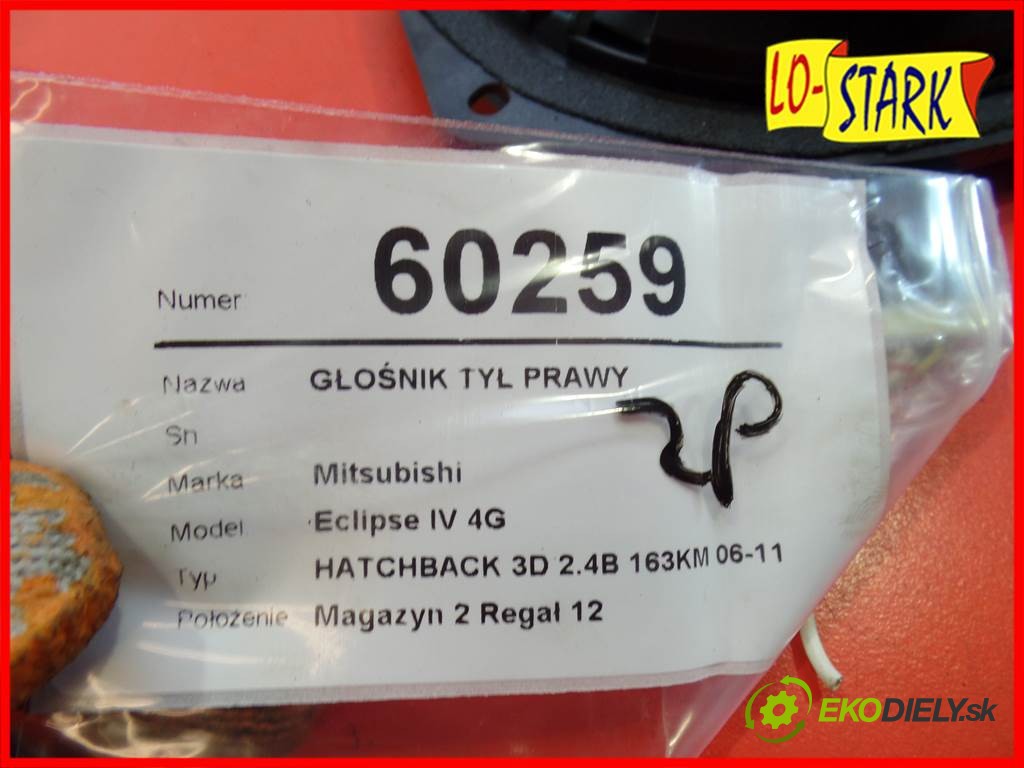 LO-STARK
Numer: 60259
Nazwa GŁOŚNIK TYŁ PRAWY
Sn
Marka Mitsubishi
Model Eclipse IV 4G
Typ HATCHBACK 3D 2.4B 163KM 06-11
Położenie Magazyn 2 Regał 12
EKODIELY.sk